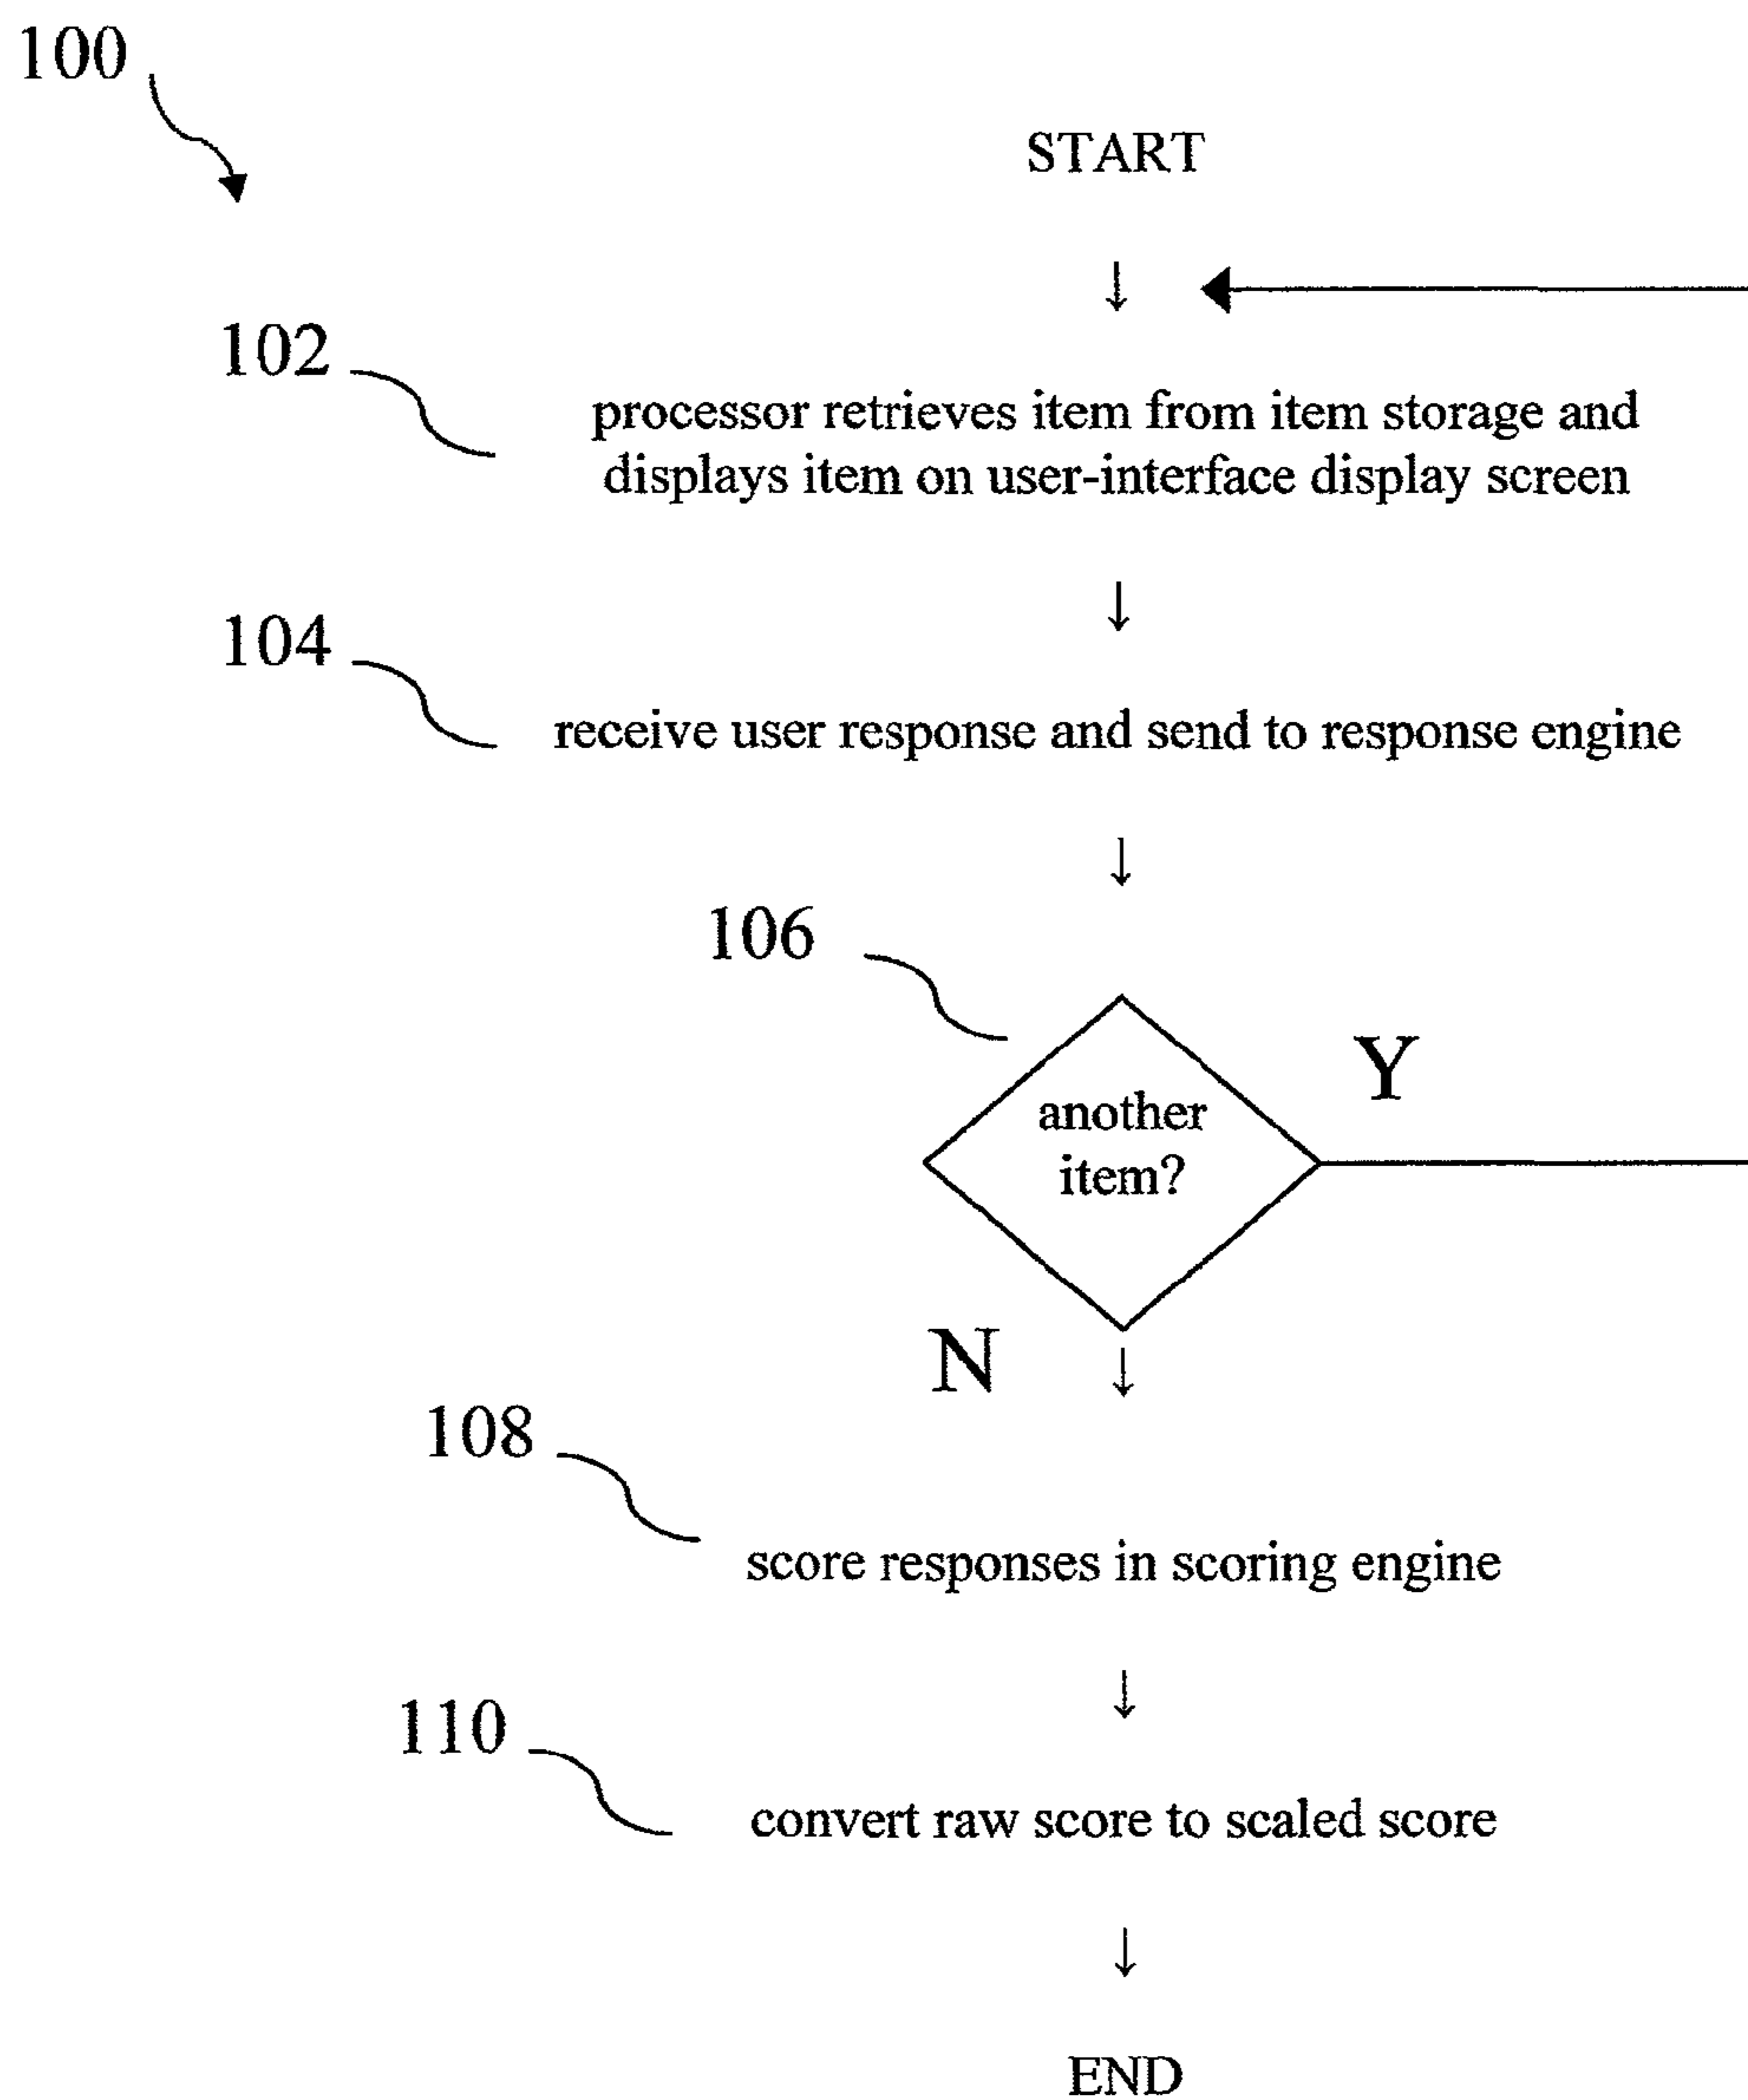 100
START
102
processor retrieves item from item storage and
displays item on user-interface display screen
104
receive user response and send to response engine
106
Y
another
item?
N
108
score responses in scoring engine
110
convert raw score to scaled score
END